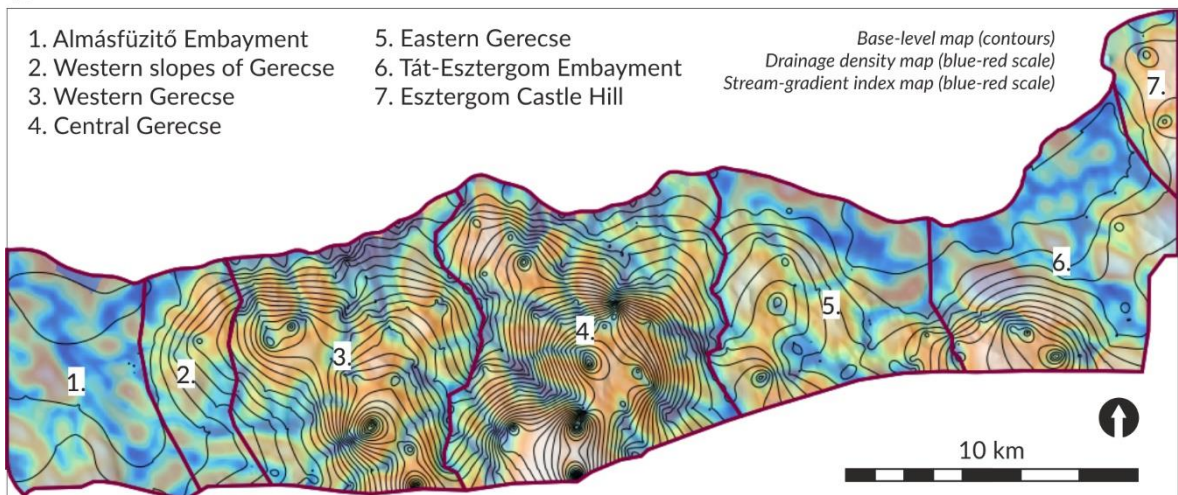 1. Almásfüzitő Embayment
2. Western slopes of Gerecse
3. Western Gerecse
4. Central Gerecse
5. Eastern Gerecse
6. Tát-Esztergom Embayment
7. Esztergom Castle Hill
Base-level map (contours)
Drainage density map (blue-red scale)
Stream-gradient index map (blue-red scale)
7.
6.
5.
4.
3.
2.
1.
10 km